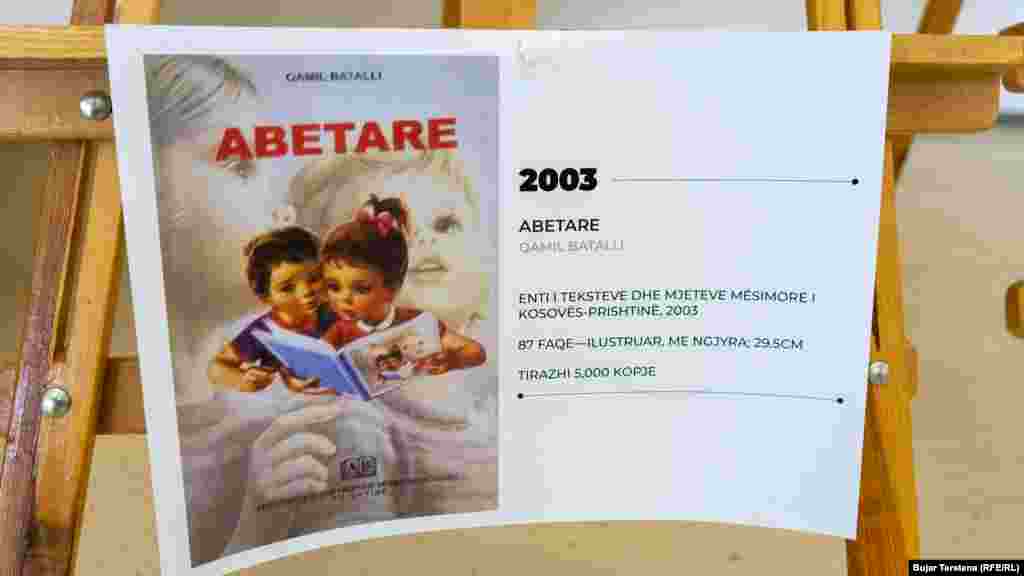 QAMIL BATALLI
ABETARE
2003
ABETARE
QAMIL BATALLI
ENTI I TEKSTEVE DHE MJETEVE MËSIMORE I
KOSOVËS-PRISHTINË, 2003
87 FAQE—ILUSTRUAR, ME NGJYRA; 29.5CM
TIRAZHI 5,000 KOPJE
Bujar Tërstena (RFE/RL)